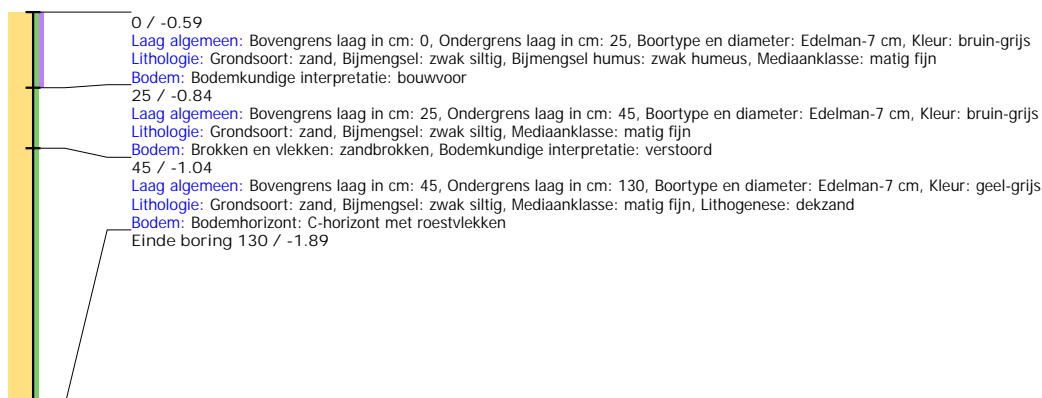 0 / -0.59
Laag algemeen: Bovengrens laag in cm: 0, Ondergrens laag in cm: 25, Boortype en diameter: Edelman-7 cm, Kleur: bruin-grijs
Lithologie: Grondsoort: zand, Bijmengsel: zwak siltig, Bijmengsel humus: zwak humeus, Mediaanklasse: matig fijn
Bodem: Bodemkundige interpretatie: bouwvoor
25 / -0.84
Laag algemeen: Bovengrens laag in cm: 25, Ondergrens laag in cm: 45, Boortype en diameter: Edelman-7 cm, Kleur: bruin-grijs
Lithologie: Grondsoort: zand, Bijmengsel: zwak siltig, Mediaanklasse: matig fijn
Bodem: Brokken en vlekken: zandbrokken, Bodemkundige interpretatie: verstoord
45 / -1.04
Laag algemeen: Bovengrens laag in cm: 45, Ondergrens laag in cm: 130, Boortype en diameter: Edelman-7 cm, Kleur: geel-grijs
Lithologie: Grondsoort: zand, Bijmengsel: zwak siltig, Mediaanklasse: matig fijn, Lithogenese: dekzand
Bodem: Bodemhorizont: C-horizont met roestvlekken
Einde boring 130 / -1.89